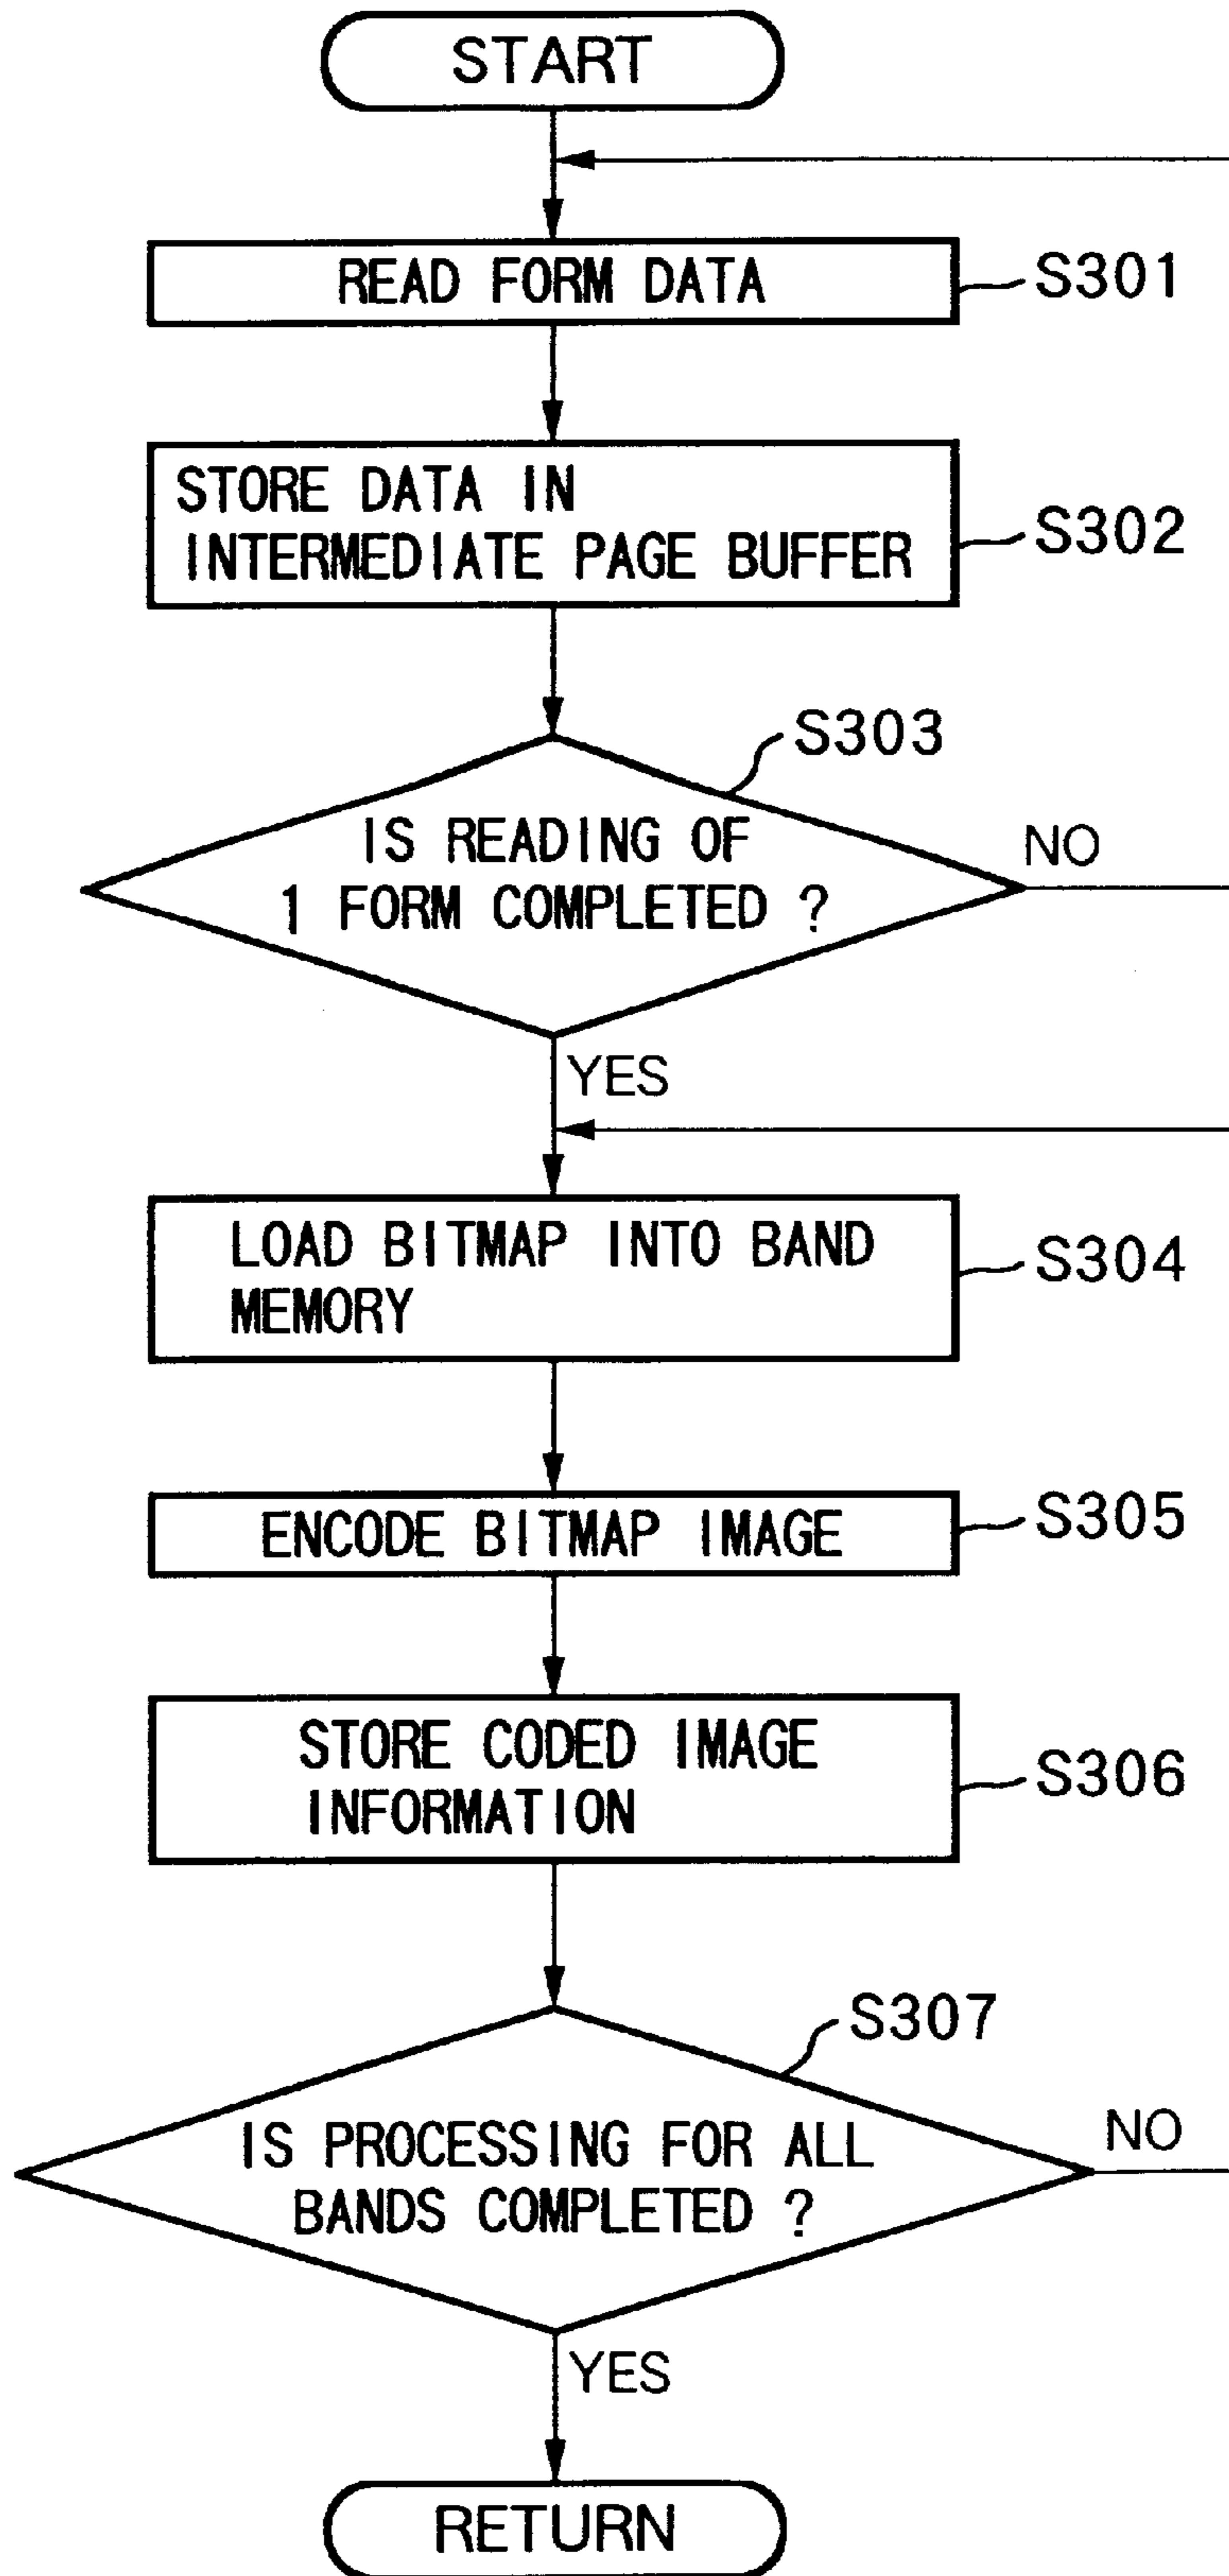 START
READ FORM DATA
S301
STORE DATA IN
INTERMEDIATE PAGE BUFFER
S302
S303
IS READING OF
1 FORM COMPLETED ?
NO
YES
LOAD BITMAP INTO BAND
MEMORY
S304
ENCODE BITMAP IMAGE
S305
STORE CODED IMAGE
INFORMATION
S306
S307
IS PROCESSING FOR ALL
BANDS COMPLETED ?
NO
YES
RETURN